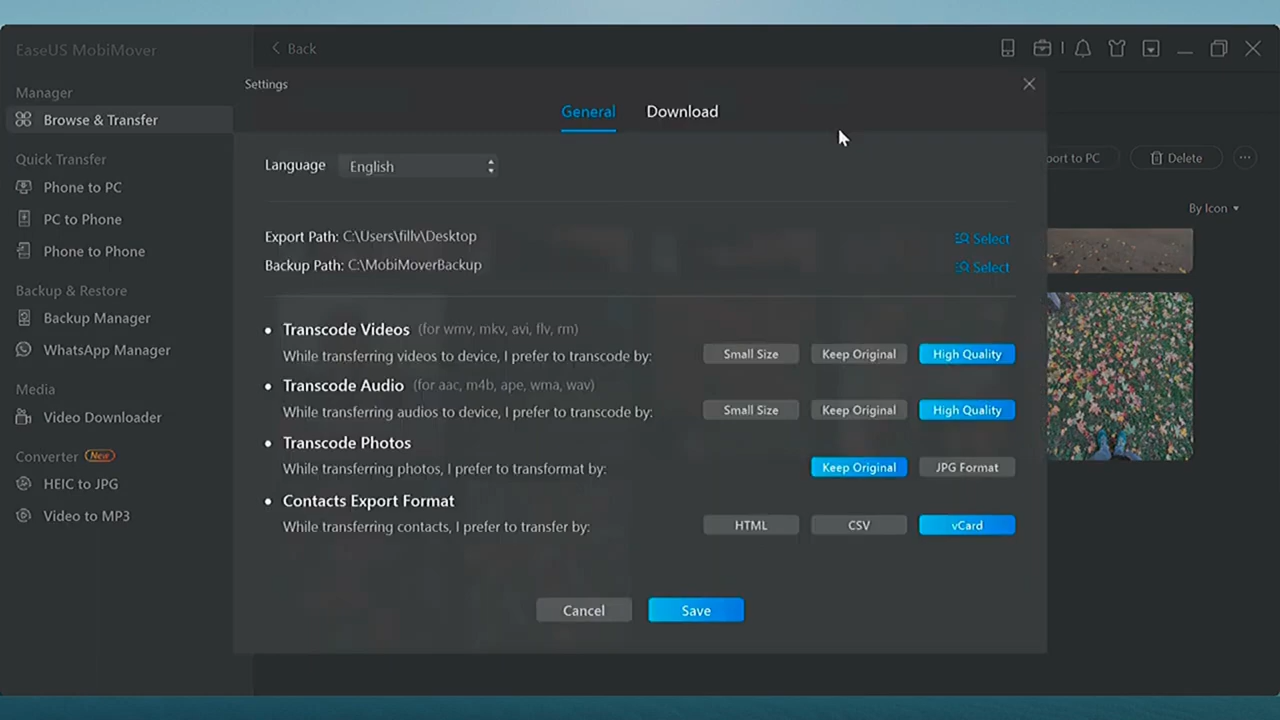 EaseUS MobiMover
Back
Manager
Browse & Transfer
Quick Transfer
Phone to PC
PC to Phone
Phone to Phone
Backup & Restore
Backup Manager
WhatsApp Manager
Media
Video Downloader
Converter New
HEIC to JPG
Video to MP3
Settings
General Download
Language English
Export Path: C:\Users\fillv\Desktop Select
Backup Path: C:\MobiMoverBackup Select
• Transcode Videos (for wmv, mkv, avi, flv, rm)
While transferring videos to device, I prefer to transcode by: Small Size Keep Original High Quality
• Transcode Audio (for aac, m4b, ape, wma, wav)
While transferring audios to device, I prefer to transcode by: Small Size Keep Original High Quality
• Transcode Photos
While transferring photos, I prefer to transformat by: Keep Original JPG Format
• Contacts Export Format
While transferring contacts, I prefer to transfer by: HTML CSV vCard
Cancel Save
ort to PC Delete
By Icon